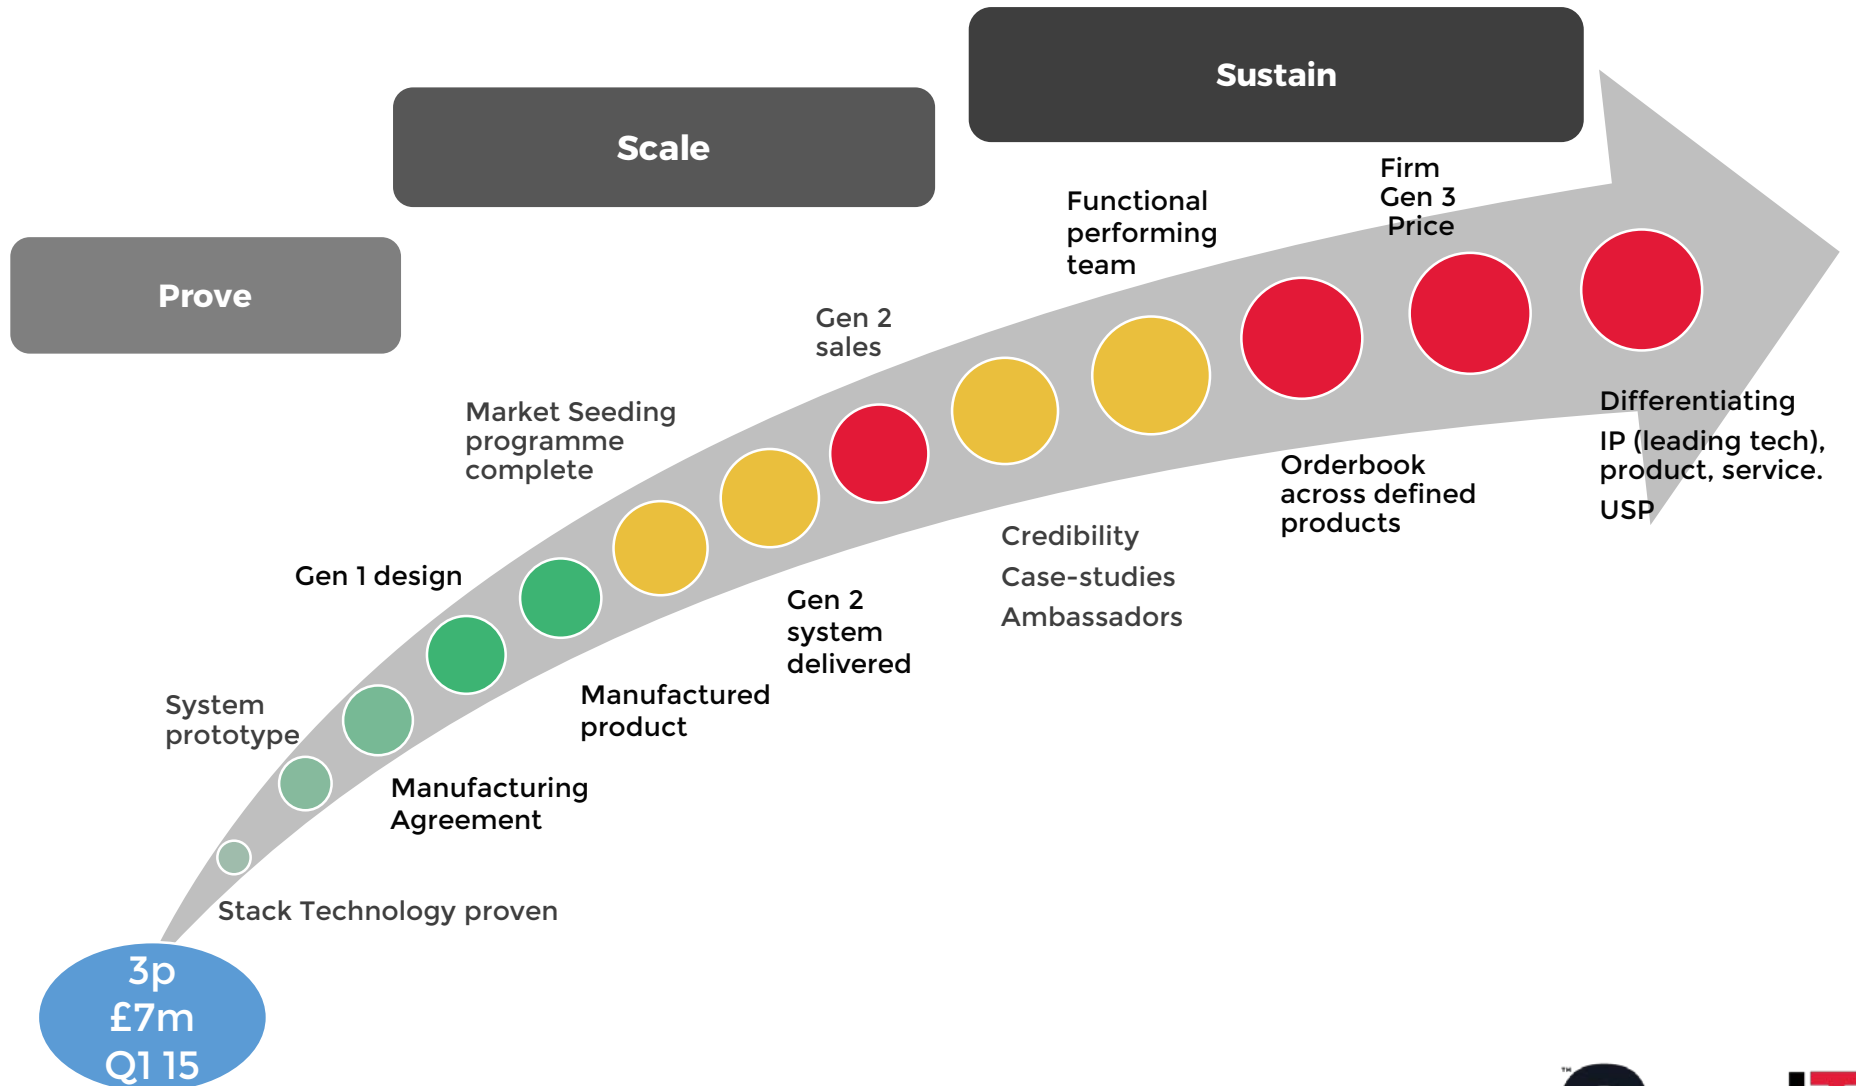 Sustain
Scale
Prove
Firm
Gen 3
Price
Functional
performing
team
Gen 2
sales
Market Seeding
programme
complete
Differentiating
IP (leading tech),
product, service.
USP
Orderbook
across defined
products
Credibility
Case-studies
Ambassadors
Gen 1 design
Gen 2
system
delivered
Manufactured
product
System
prototype
Manufacturing
Agreement
Stack Technology proven
3p
£7m
Q1 15
TM